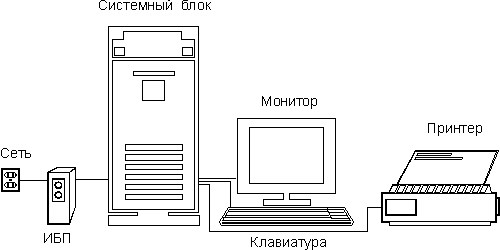 Системный блок
Монитор
Принтер
Сеть
ИБП
Клавиатура